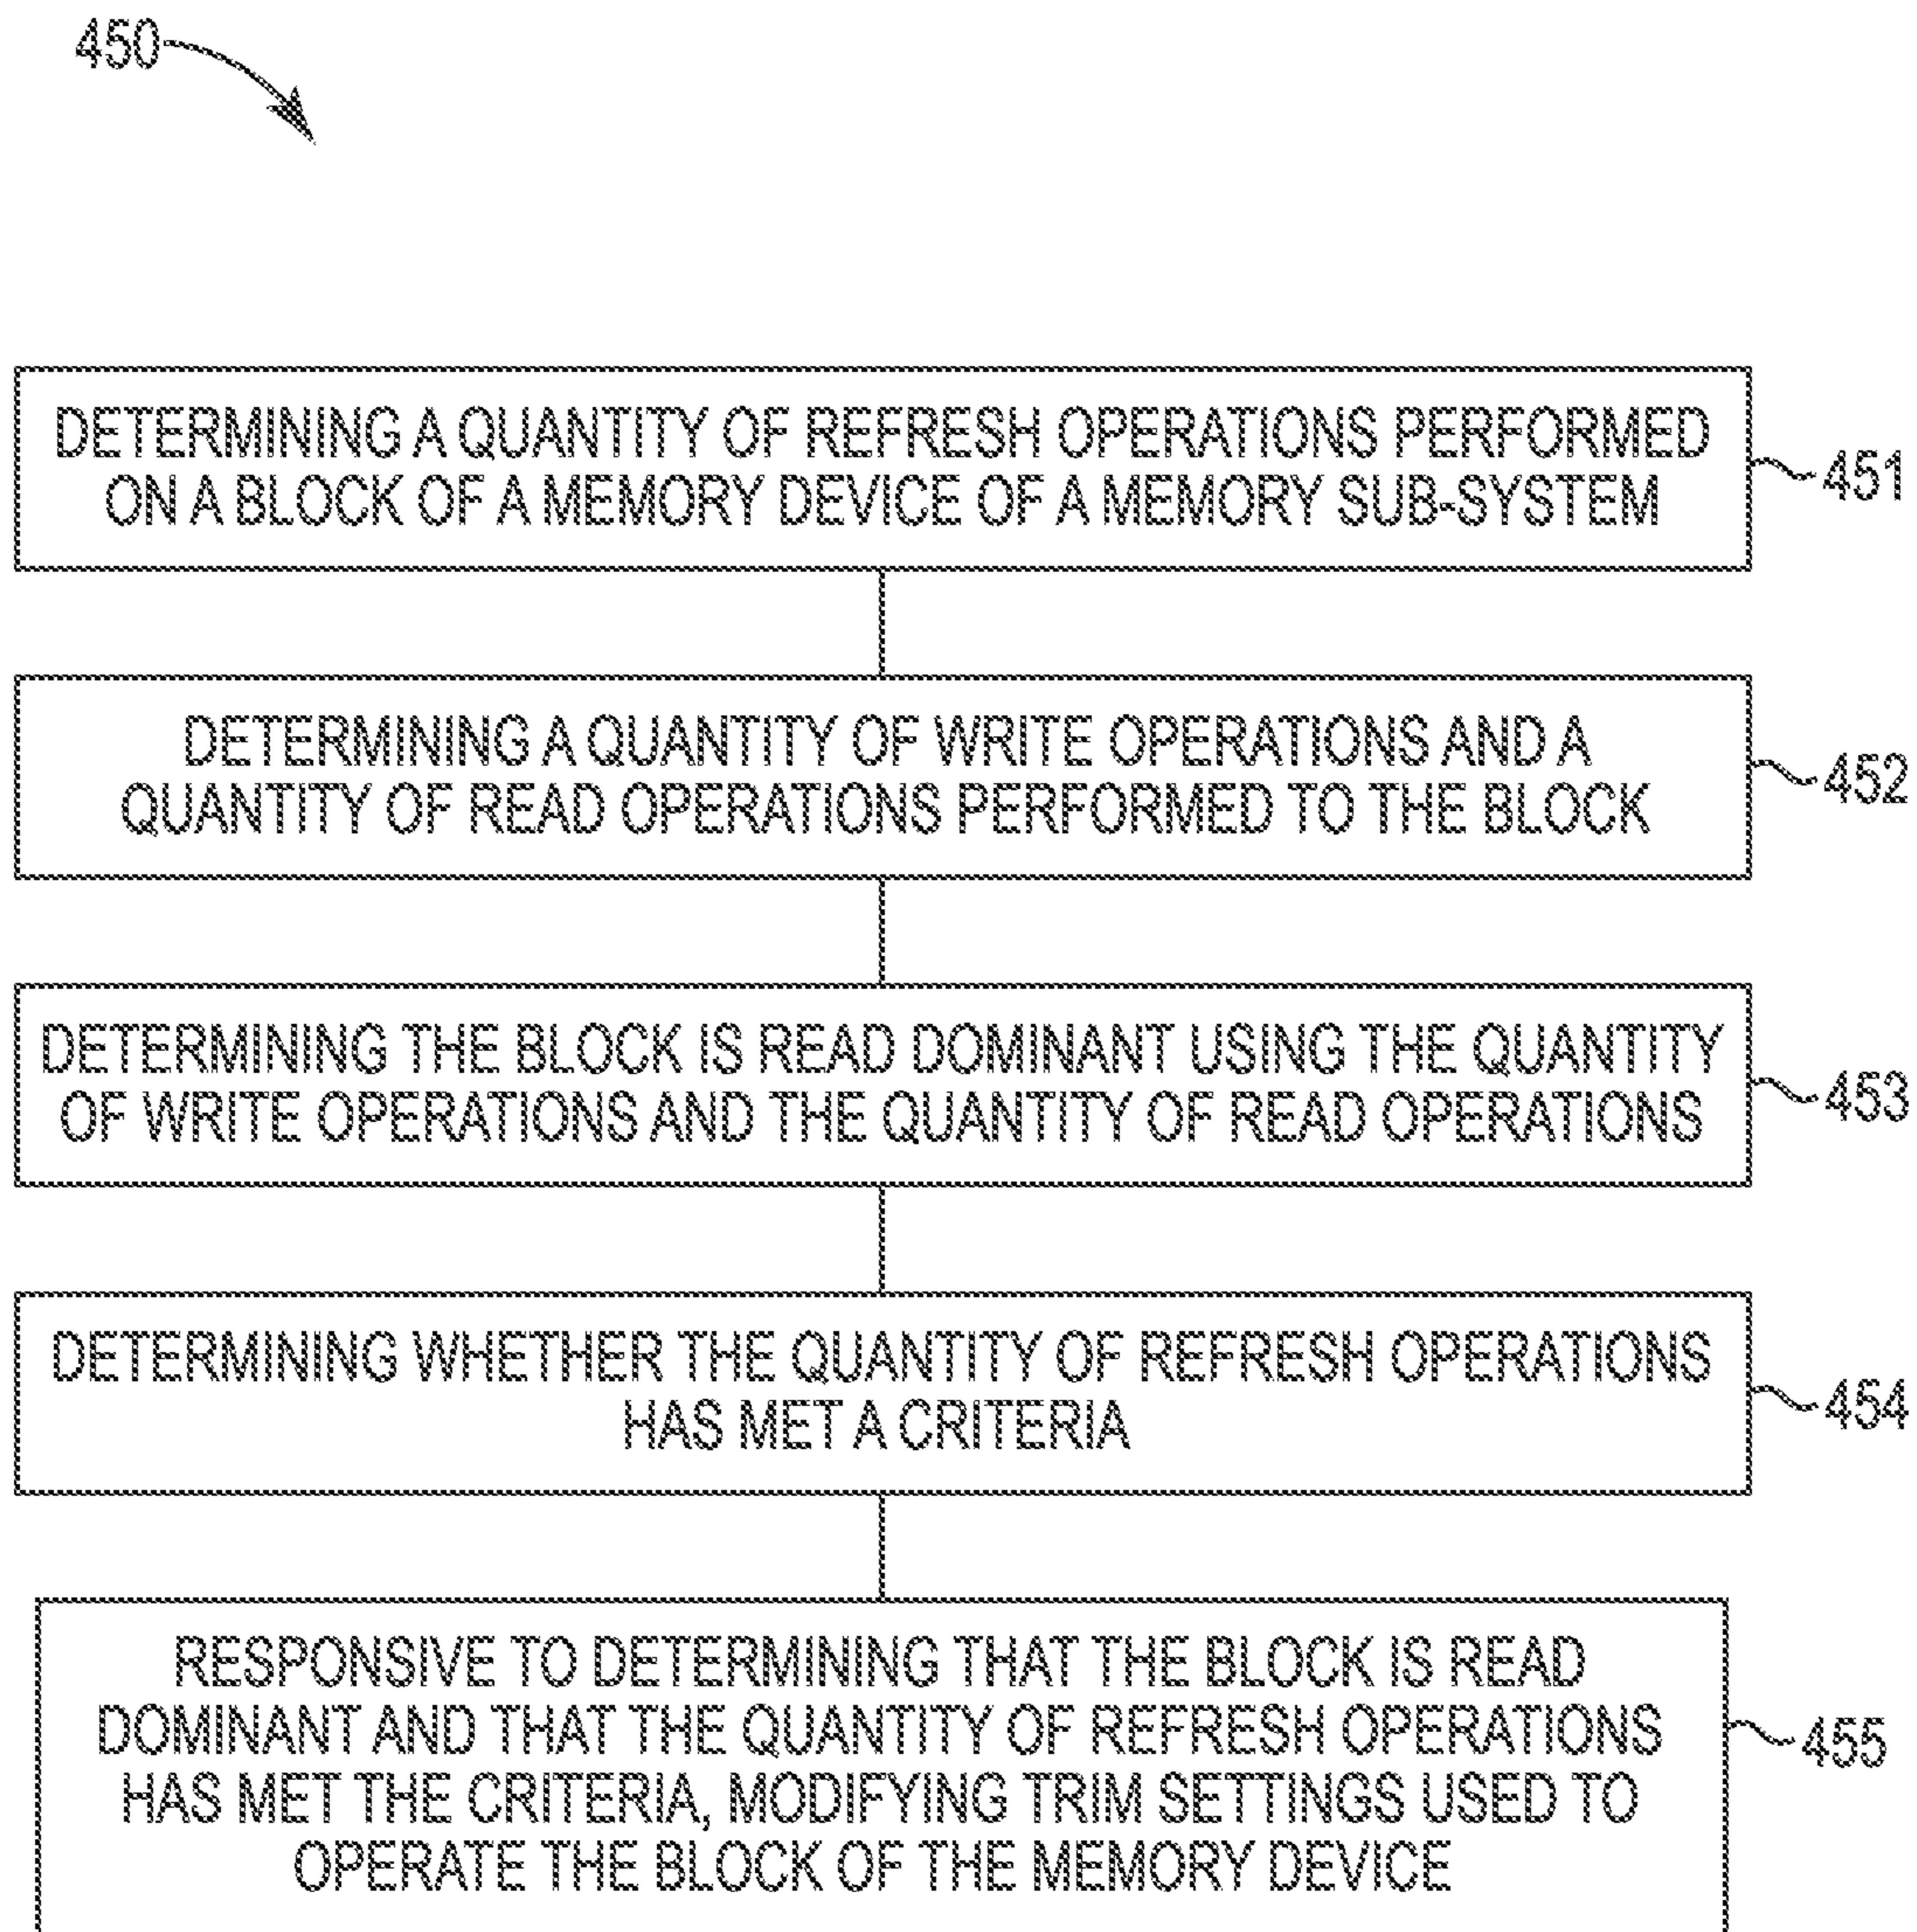 450
DETERMINING A QUANTITY OF REFRESH OPERATIONS PERFORMED
ON A BLOCK OF A MEMORY DEVICE OF A MEMORY SUB-SYSTEM
451
DETERMINING A QUANTITY OF WRITE OPERATIONS AND A
QUANTITY OF READ OPERATIONS PERFORMED TO THE BLOCK
452
DETERMINING THE BLOCK IS READ DOMINANT USING THE QUANTITY
OF WRITE OPERATIONS AND THE QUANTITY OF READ OPERATIONS
453
DETERMINING WHETHER THE QUANTITY OF REFRESH OPERATIONS
HAS MET A CRITERIA
454
RESPONSIVE TO DETERMINING THAT THE BLOCK IS READ
DOMINANT AND THAT THE QUANTITY OF REFRESH OPERATIONS
HAS MET THE CRITERIA, MODIFYING TRIM SETTINGS USED TO
OPERATE THE BLOCK OF THE MEMORY DEVICE
455